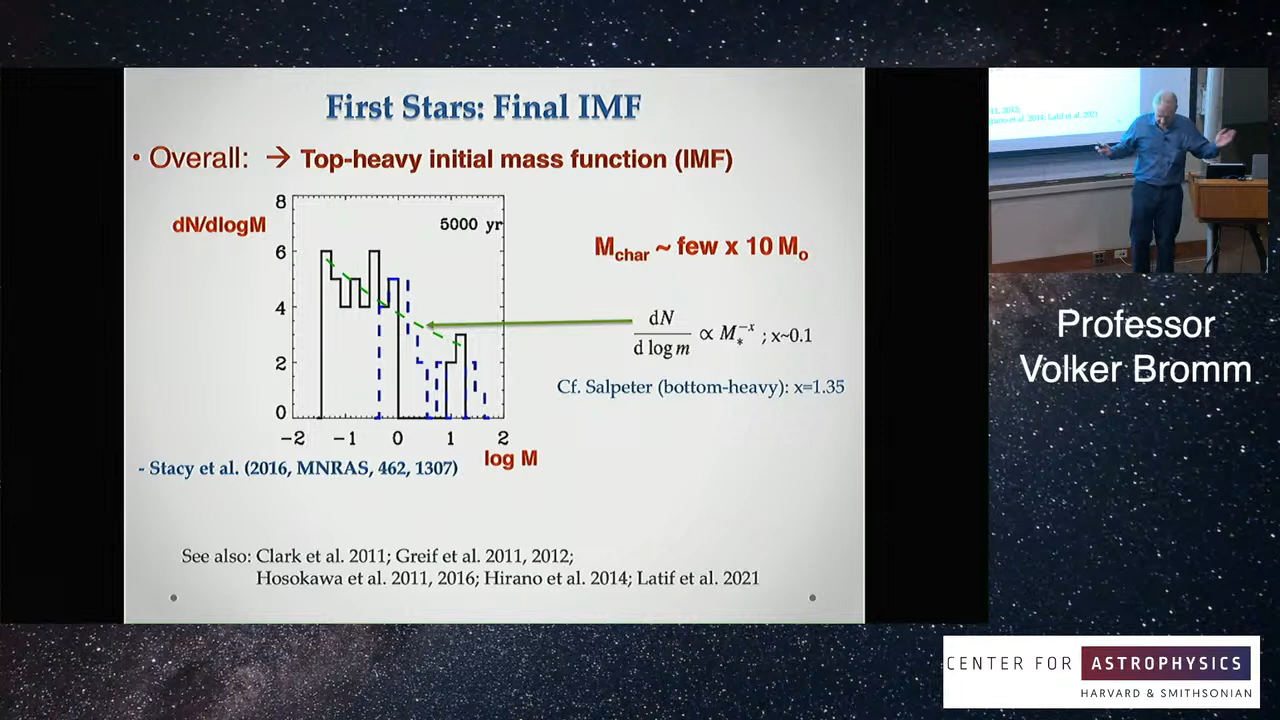 First Stars: Final IMF
• Overall: → Top-heavy initial mass function (IMF)
dN/dlogM
8
6
4
2
0
5000 yr
−2 −1 0 1 2
log M
M_char ~ few x 10 M_o
dN / d log m ∝ M_*^{-x} ; x~0.1
Cf. Salpeter (bottom-heavy): x=1.35
- Stacy et al. (2016, MNRAS, 462, 1307)
See also: Clark et al. 2011; Greif et al. 2011, 2012;
Hosokawa et al. 2011, 2016; Hirano et al. 2014; Latif et al. 2021
Professor
Volker Bromm
CENTER FOR ASTROPHYSICS
HARVARD & SMITHSONIAN